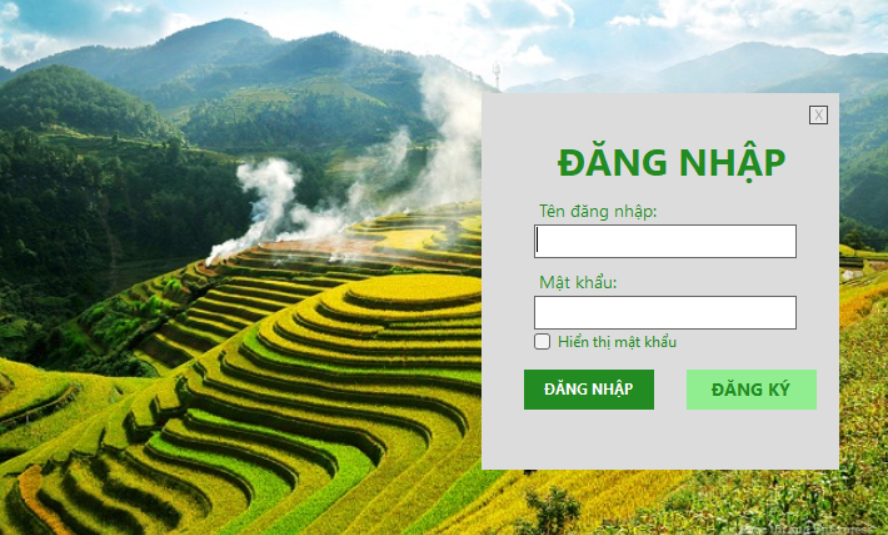 X
ĐĂNG NHẬP
Tên đăng nhập:
Mật khẩu:
Hiển thị mật khẩu
ĐĂNG NHẬP ĐĂNG KÝ